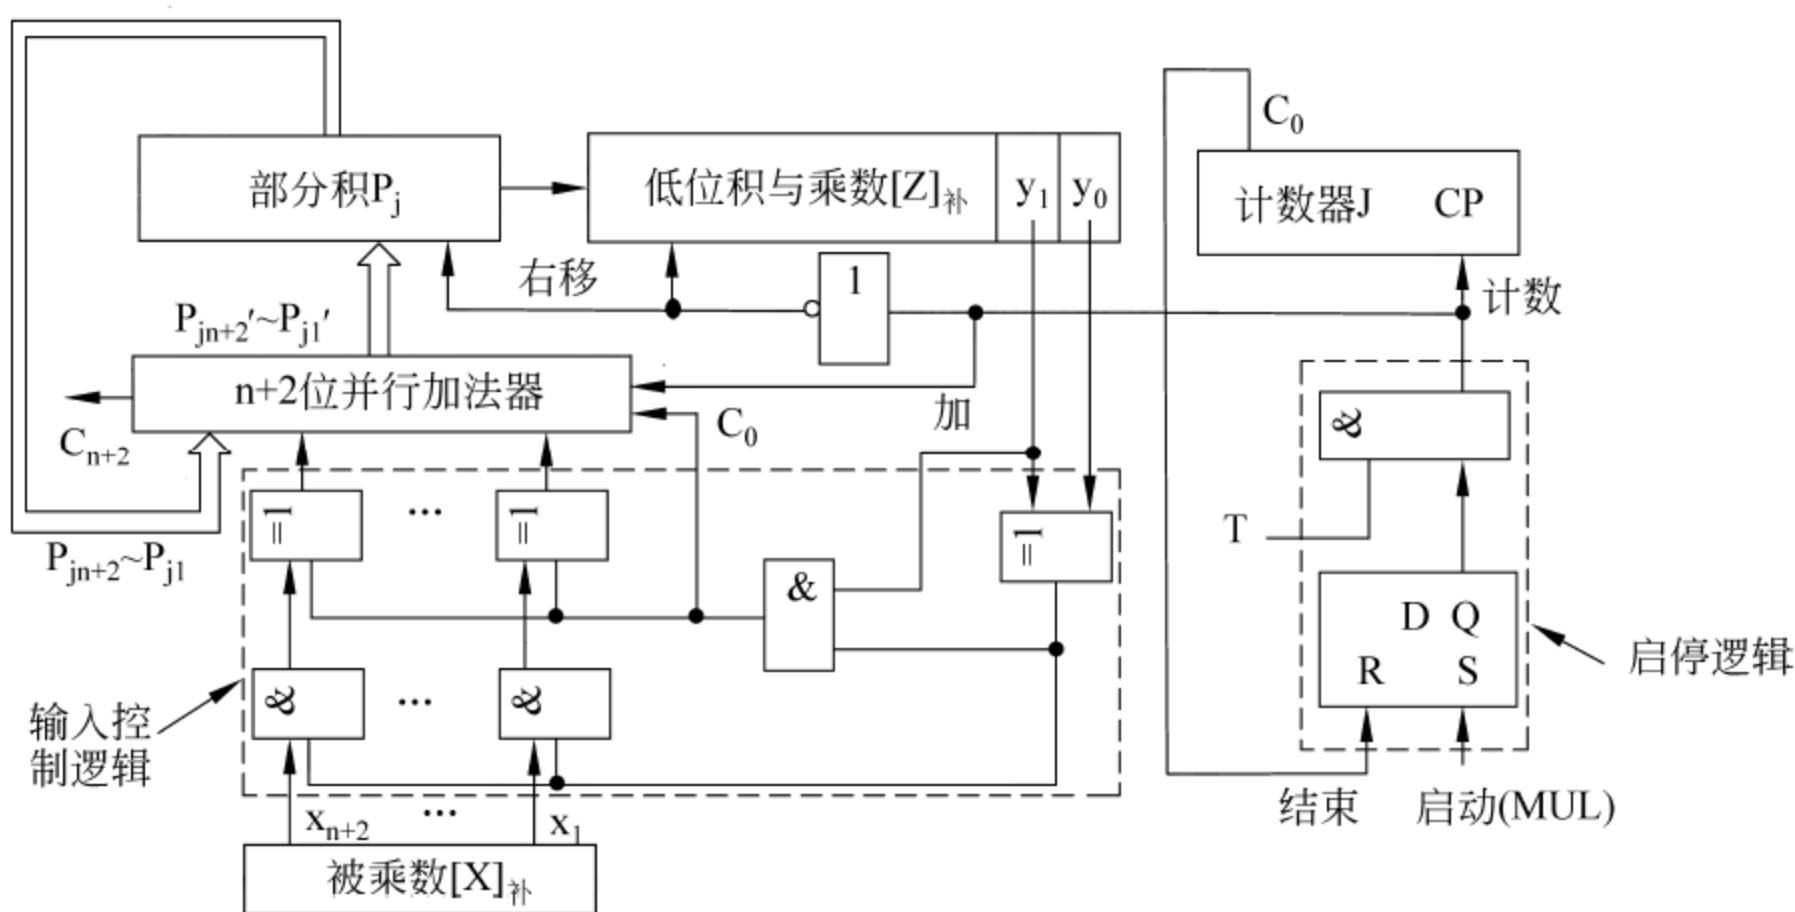 C₀
部分积Pⱼ
低位积与乘数[Z]补
y₁
y₀
计数器J CP
右移
1
计数
Pjn+2′~Pj1′
n+2位并行加法器
加
C₀
Cn+2
&
=1
...
=1
=1
T
Pjn+2~Pj1
&
D Q
R S
启停逻辑
输入控
制逻辑
&
...
&
结束
启动(MUL)
xn+2
...
x₁
被乘数[X]补